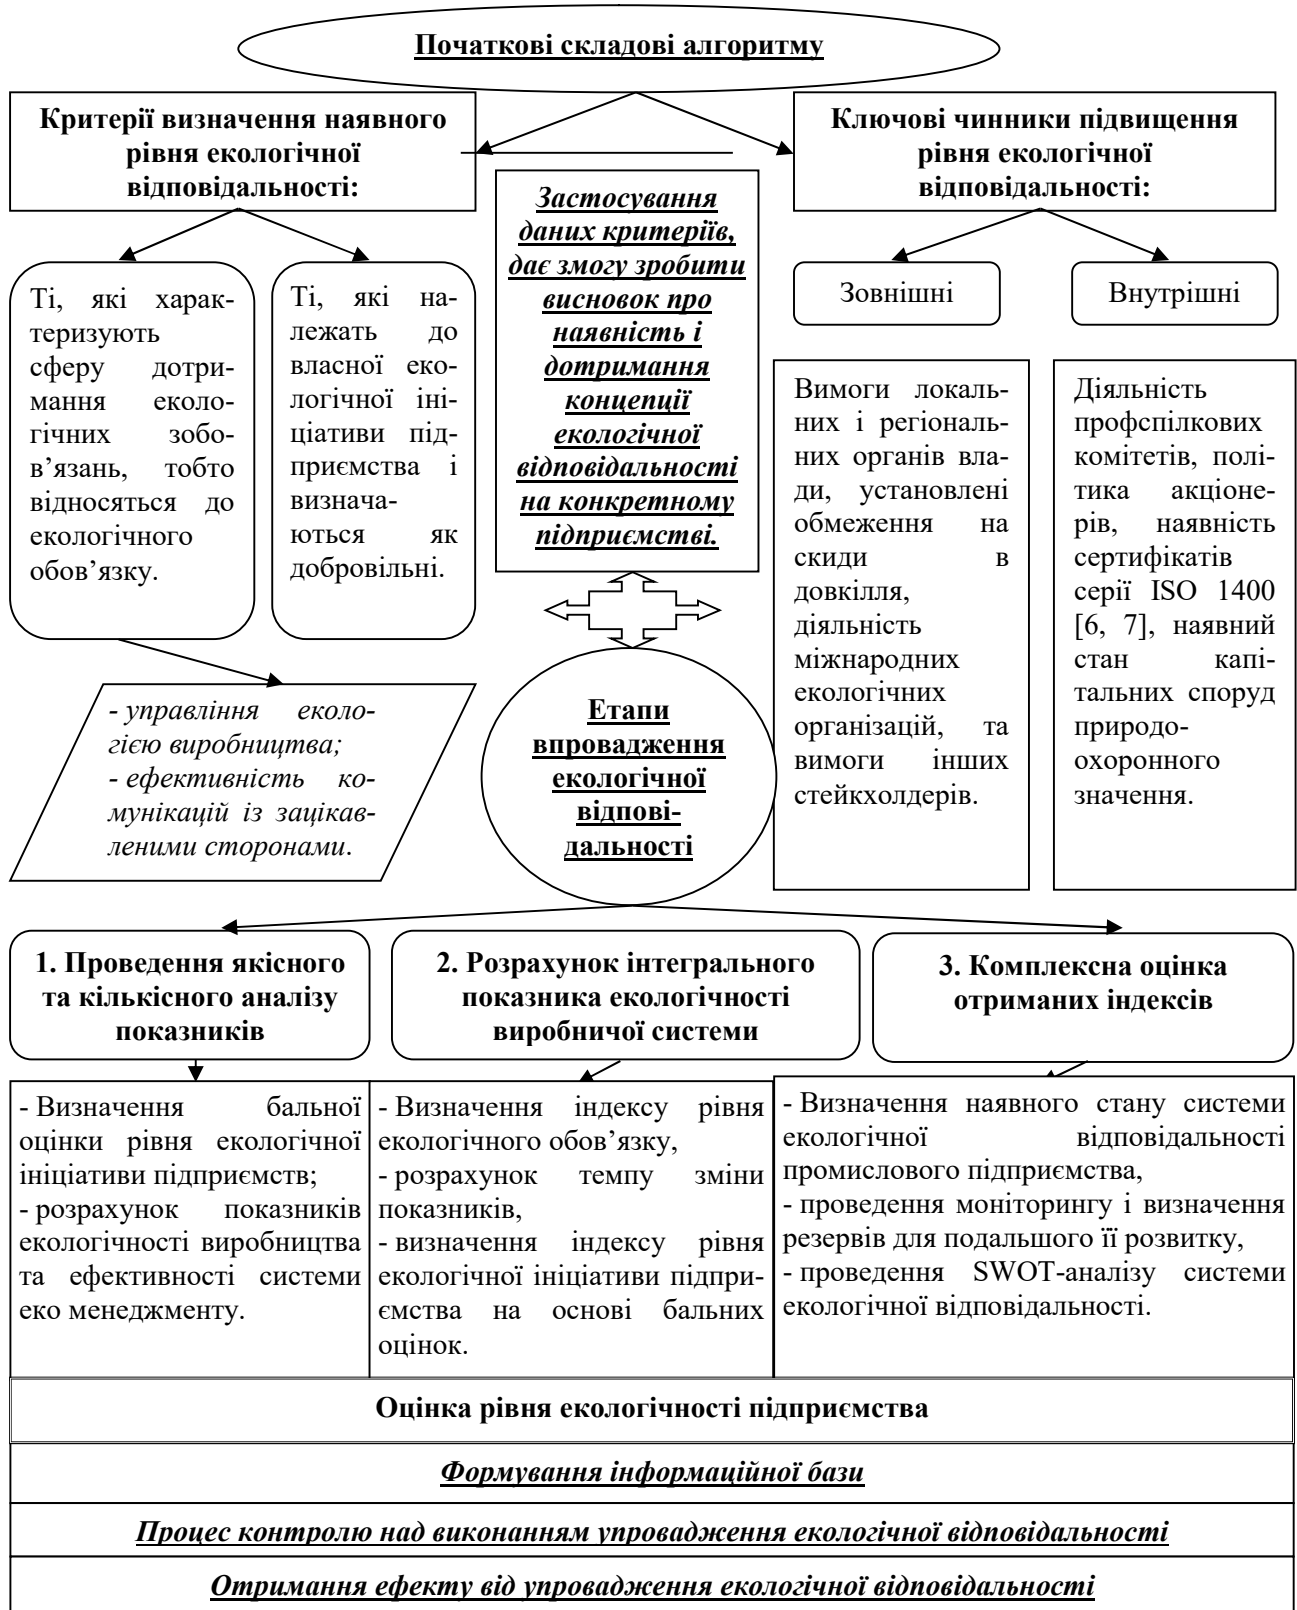 Початкові складові алгоритму
Критерії визначення наявного
рівня екологічної
відповідальності:
Ключові чинники підвищення
рівня екологічної
відповідальності:
Ті, які харак-
теризують
сферу дотри-
мання еколо-
гічних зобо-
в’язань, тобто
відносяться до
екологічного
обов’язку.
Ті, які на-
лежать до
власної еко-
логічної іні-
ціативи під-
приємства і
визнача-
ються як
добровільні.
Застосування
даних критеріїв,
дає змогу зробити
висновок про
наявність і
дотримання
концепції
екологічної
відповідальності
на конкретному
підприємстві.
Зовнішні
Внутрішні
Вимоги локаль-
них і регіональ-
них органів вла-
ди, установлені
обмеження на
скиди в
довкілля,
діяльність
міжнародних
екологічних
організацій, та
вимоги інших
стейкхолдерів.
Діяльність
профспілкових
комітетів, полі-
тика акціоне-
рів, наявність
сертифікатів
серії ISO 1400
[6, 7], наявний
стан капі-
тальних споруд
природо-
охоронного
значення.
- управління еколо-
гією виробництва;
- ефективність ко-
мунікацій із зацікав-
леними сторонами.
Етапи
впровадження
екологічної
відпові-
дальності
1. Проведення якісного
та кількісного аналізу
показників
2. Розрахунок інтегрального
показника екологічності
виробничої системи
3. Комплексна оцінка
отриманих індексів
- Визначення бальної
оцінки рівня екологічної
ініціативи підприємств;
- розрахунок показників
екологічності виробництва
та ефективності системи
еко менеджменту.
- Визначення індексу рівня
екологічного обов’язку,
- розрахунок темпу зміни
показників,
- визначення індексу рівня
екологічної ініціативи підпри-
ємства на основі бальних
оцінок.
- Визначення наявного стану системи
екологічної відповідальності
промислового підприємства,
- проведення моніторингу і визначення
резервів для подальшого її розвитку,
- проведення SWOT-аналізу системи
екологічної відповідальності.
Оцінка рівня екологічності підприємства
Формування інформаційної бази
Процес контролю над виконанням упровадження екологічної відповідальності
Отримання ефекту від упровадження екологічної відповідальності